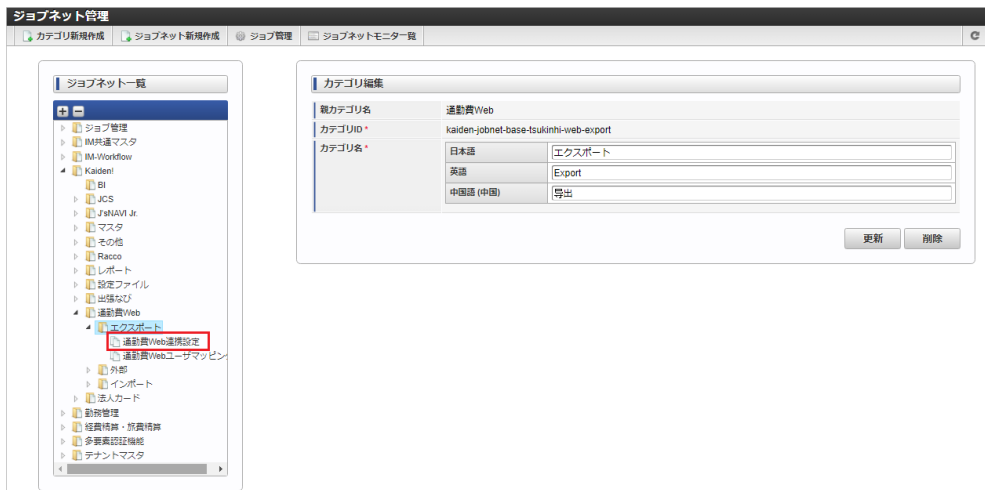 ジョブネット管理
カテゴリ新規作成 ジョブネット新規作成 ジョブ管理 ジョブネットモニター覧
ジョブネット一覧
ジョブ管理
IM共通マスタ
IM-Workflow
Kaiden!
BI
JCS
J'sNAVI Jr.
マスタ
その他
Racco
レポート
設定ファイル
出張なび
通勤費Web
エクスポート
通勤費Web連携設定
通勤費Webユーザマッピン
外部
インポート
法人カード
勤務管理
経費精算・旅費精算
多要素認証機能
テナントマスタ
カテゴリ編集
親カテゴリ名 通勤費Web
カテゴリID * kaiden-jobnet-base-tsukinhi-web-export
カテゴリ名 *
日本語 エクスポート
英語 Export
中国語 (中国) 导出
更新 削除